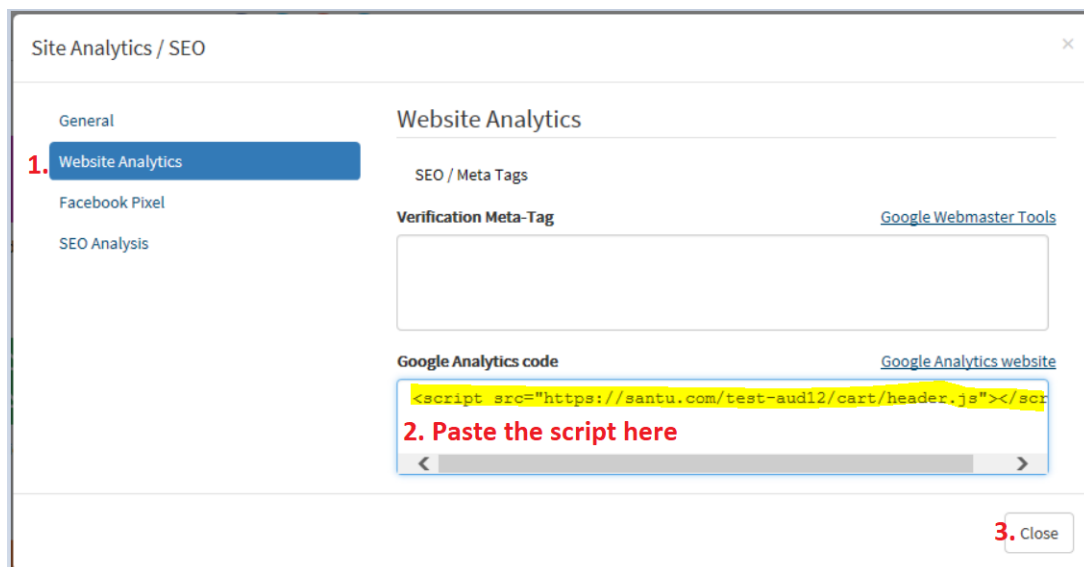 Site Analytics / SEO
×
General
1. Website Analytics
Facebook Pixel
SEO Analysis
Website Analytics
SEO / Meta Tags
Verification Meta-Tag Google Webmaster Tools
Google Analytics code Google Analytics website
<script src="https://santu.com/test-aud12/cart/header.js"></scr
2. Paste the script here
3. Close